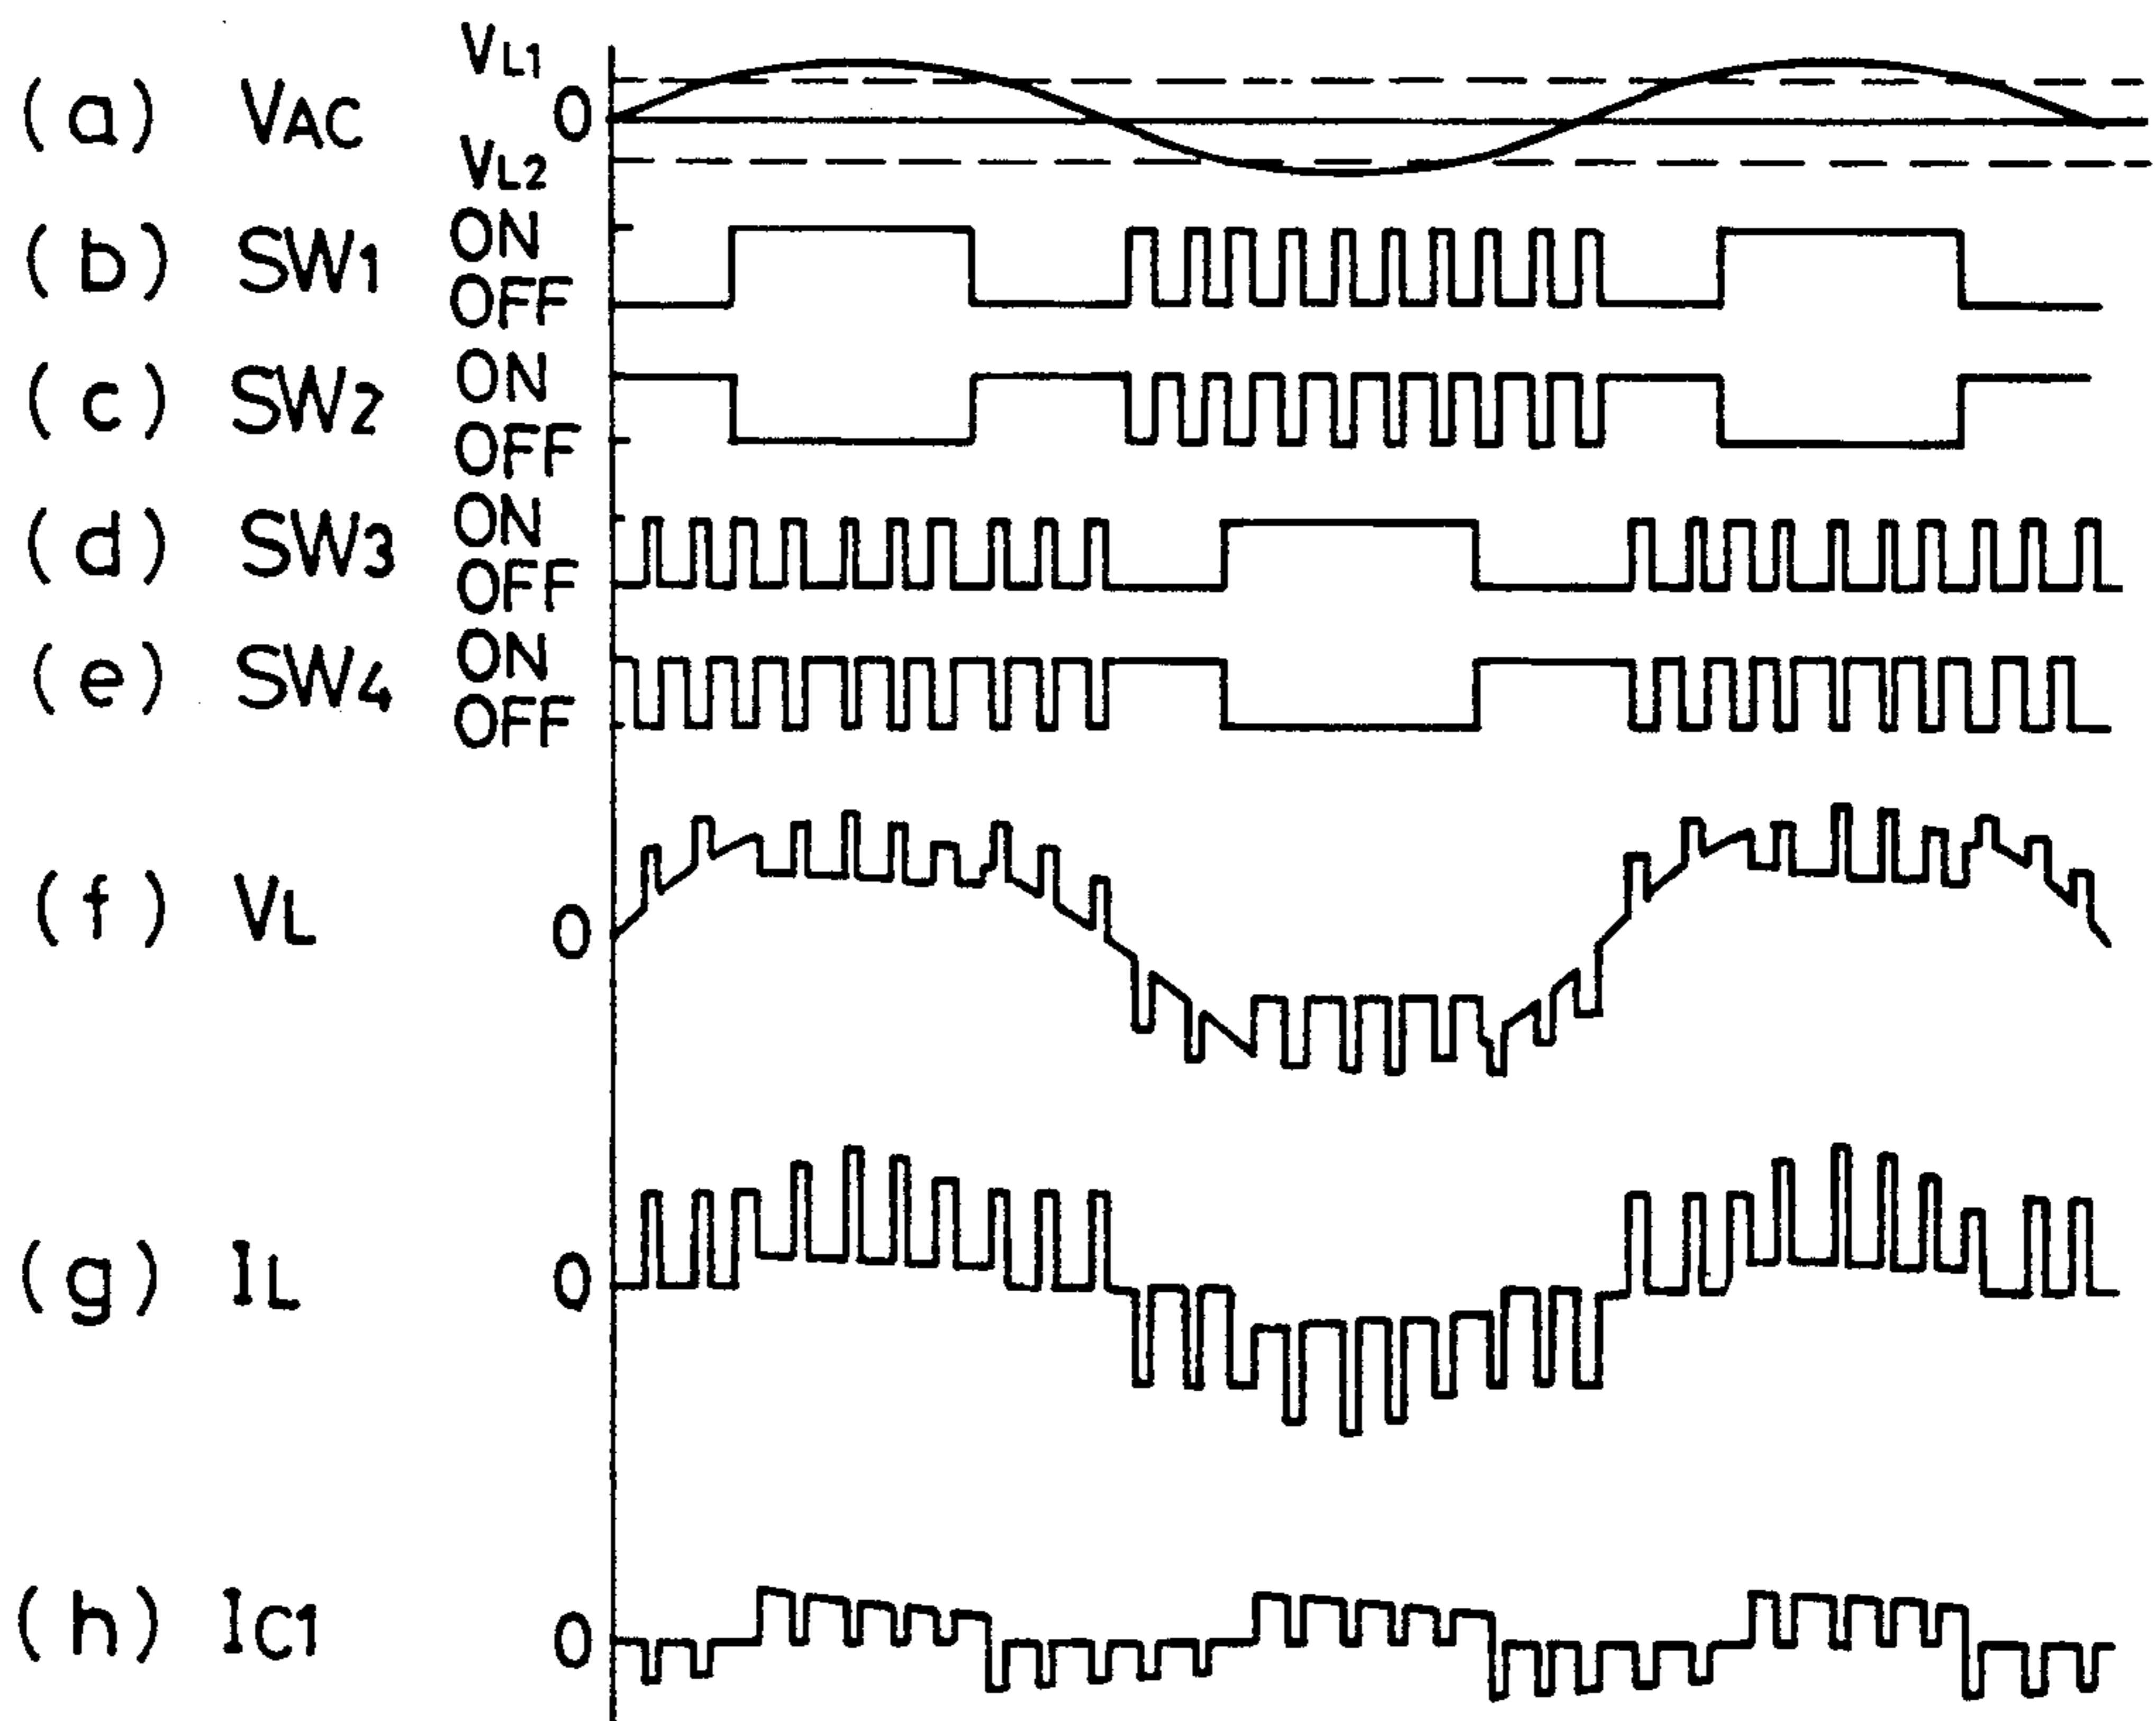 VL1
(a) VAC 0
VL2
(b) SW1 ON
OFF
(c) SW2 ON
OFF
(d) SW3 ON
OFF
(e) SW4 ON
OFF
(f) VL 0
(g) IL 0
(h) IC1 0